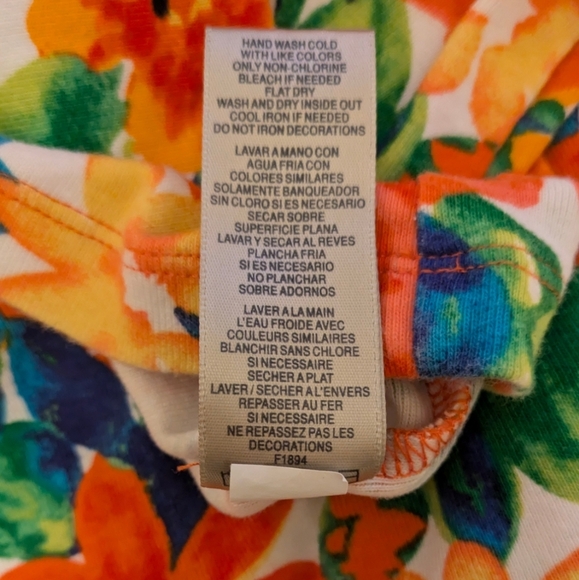 HAND WASH COLD
WITH LIKE COLORS
ONLY NON-CHLORINE
BLEACH IF NEEDED
FLAT DRY
WASH AND DRY INSIDE OUT
COOL IRON IF NEEDED
DO NOT IRON DECORATIONS
LAVAR A MANO CON
AGUA FRIA CON
COLORES SIMILARES
SOLAMENTE BANQUEADOR
SIN CLORO SI ES NECESARIO
SECAR SOBRE
SUPERFICIE PLANA
LAVAR Y SECAR AL REVES
PLANCHA FRIA
SI ES NECESARIO
NO PLANCHAR
SOBRE ADORNOS
LAVER A LA MAIN
L'EAU FROIDE AVEC
COULEURS SIMILAIRES
BLANCHIR SANS CHLORE
SI NECESSAIRE
SECHER A PLAT
LAVER / SECHER A L'ENVERS
REPASSER AU FER
SI NECESSAIRE
NE REPASSEZ PAS LES
DECORATIONS
F1894